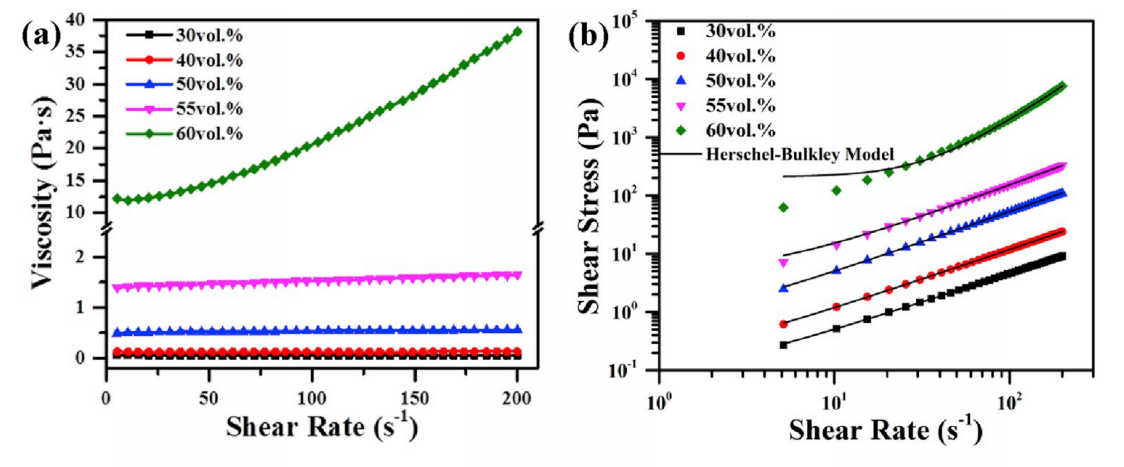 (a)
30vol.%
40vol.%
50vol.%
55vol.%
60vol.%
Viscosity (Pa·s)
40
35
30
25
20
15
10
2
1
0
0
50
100
150
200
Shear Rate (s⁻¹)
(b)
30vol.%
40vol.%
50vol.%
55vol.%
60vol.%
Herschel-Bulkley Model
Shear Stress (Pa)
10⁵
10⁴
10³
10²
10¹
10⁰
10⁻¹
10⁰
10¹
10²
Shear Rate (s⁻¹)